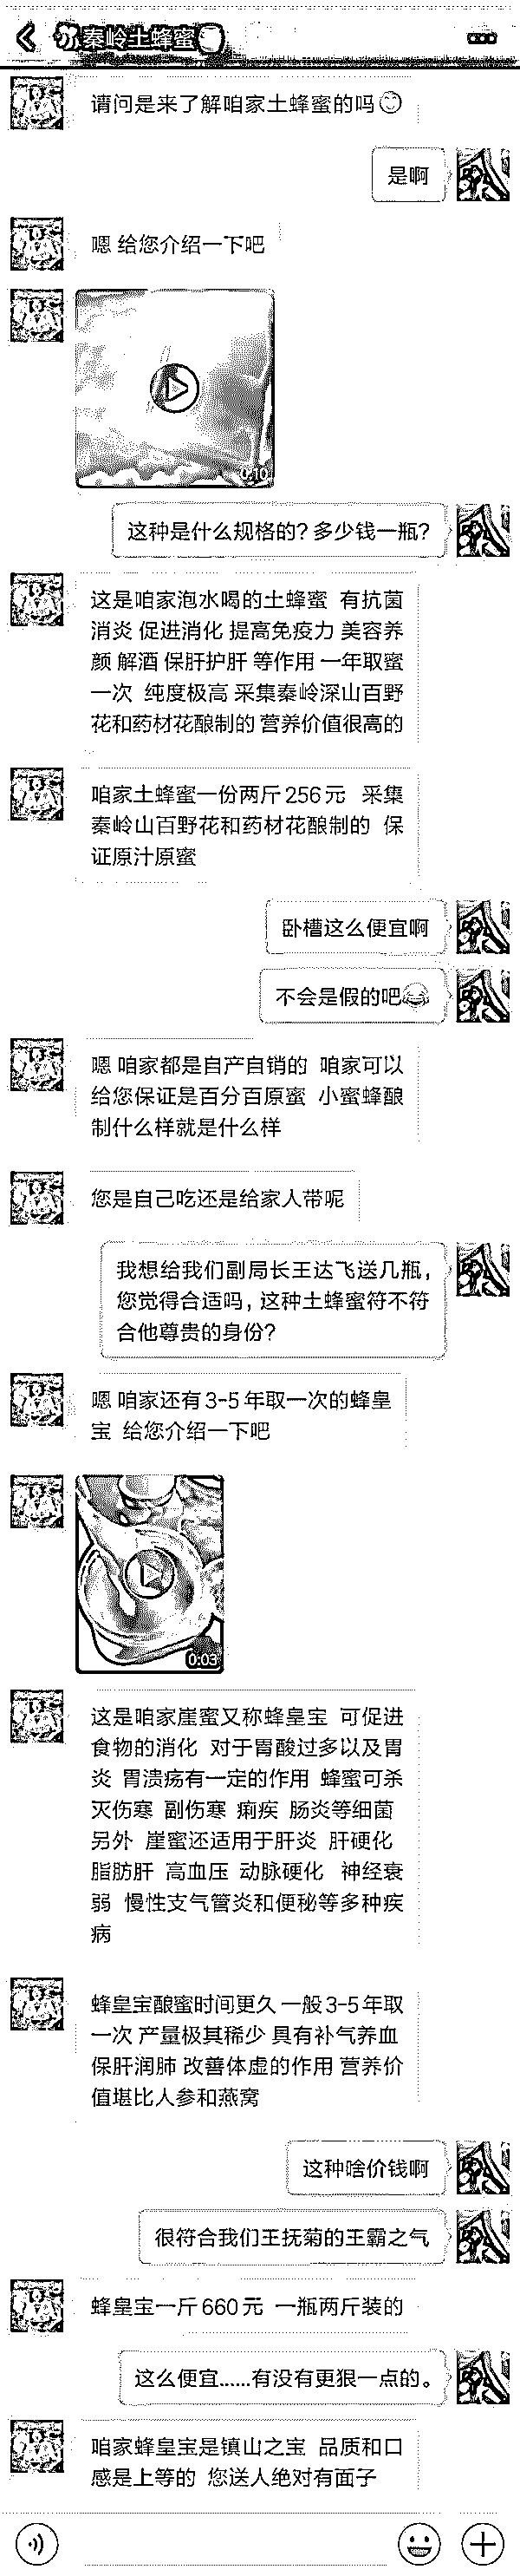 秦岭土蜂蜜
请问是来了解咱家土蜂蜜的吗
是啊
嗯 给您介绍一下吧
0:10
这种是什么规格的？多少钱一瓶？
这是咱家泡水喝的土蜂蜜 有抗菌
消炎 促进消化 提高免疫力 美容养
颜 解酒 保肝护肝 等作用 一年取蜜
一次 纯度极高 采集秦岭深山百野
花和药材花酿制的 营养价值很高的
咱家土蜂蜜一份两斤256元 采集
秦岭山百野花和药材花酿制的 保
证原汁原蜜
卧槽这么便宜啊
不会是假的吧😂
嗯 咱家都是自产自销的 咱家可以
给您保证是百分百原蜜 小蜜蜂酿
制什么样就是什么样
您是自己吃还是给家人带呢
我想给我们副局长王达飞送几瓶，
您觉得合适吗，这种土蜂蜜符不符
合他尊贵的身份？
嗯 咱家还有3-5年取一次的蜂皇
宝 给您介绍一下吧
0:03
这是咱家崖蜜又称蜂皇宝 可促进
食物的消化 对于胃酸过多以及胃
炎 胃溃疡有一定的作用 蜂蜜可杀
灭伤寒 副伤寒 痢疾 肠炎等细菌
另外 崖蜜还适用于肝炎 肝硬化
脂肪肝 高血压 动脉硬化 神经衰
弱 慢性支气管炎和便秘等多种疾
病
蜂皇宝酿蜜时间更久 一般3-5年取
一次 产量极其稀少 具有补气养血
保肝润肺 改善体虚的作用 营养价
值堪比人参和燕窝
这种啥价钱啊
很符合我们王抚菊的王霸之气
蜂皇宝一斤660元 一瓶两斤装的
这么便宜......有没有更狠一点的。
咱家蜂皇宝是镇山之宝 品质和口
感是上等的 您送人绝对有面子